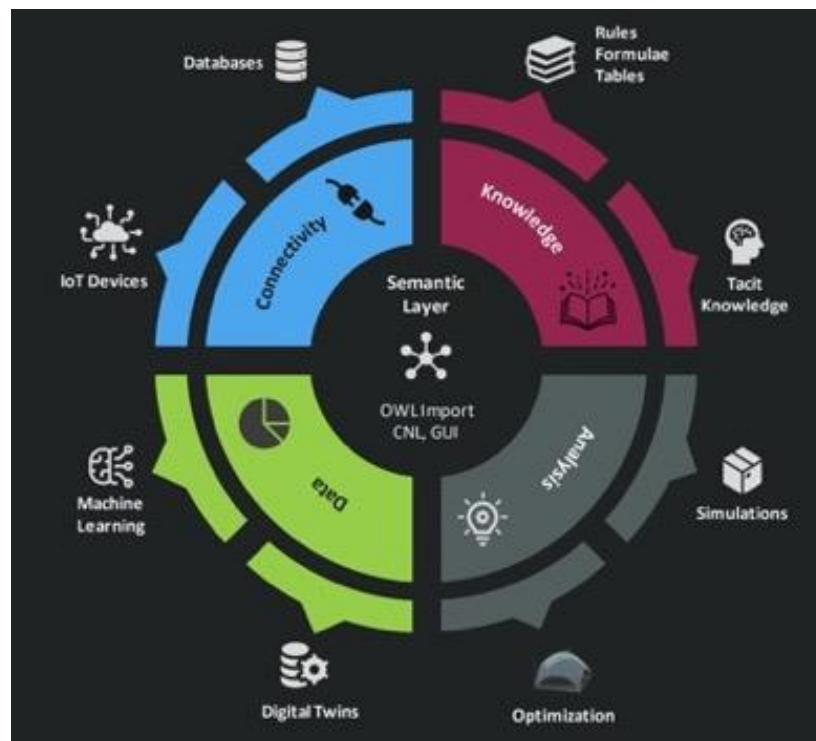 Databases
Rules
Formulae
Tables
IoT Devices
Connectivity
Knowledge
Tacit
Knowledge
Semantic
Layer
OWL Import
CNL, GUI
Machine
Learning
Data
Analysis
Simulations
Digital Twins
Optimization